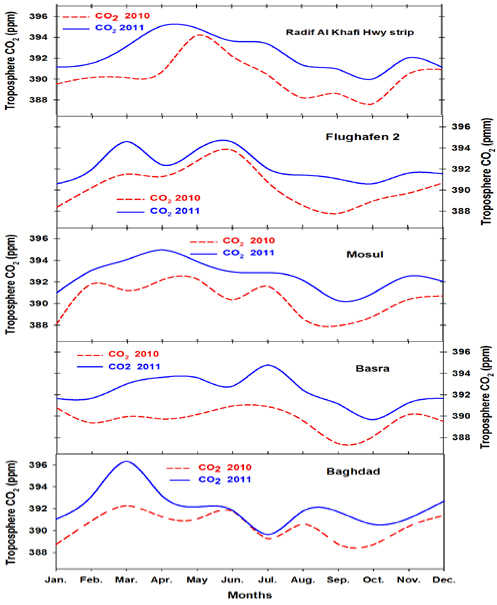 CO2 2010
CO2 2011
Radif Al Khafi Hwy strip
396
394
392
390
388
Troposphere CO2 (ppm)
Flughafen 2
CO2 2010
CO2 2011
396
394
392
390
388
Troposphere CO2 (pmm)
CO2 2010
CO2 2011
Mosul
396
394
392
390
388
Troposphere CO2 (ppm)
CO2 2010
CO2 2011
Basra
396
394
392
390
388
Troposphere CO2 (ppm)
CO2 2010
CO2 2011
Baghdad
396
394
392
390
388
Troposphere CO2 (ppm)
Jan. Feb. Mar. Apr. May Jun. Jul. Aug. Sep. Oct. Nov. Dec.
Months